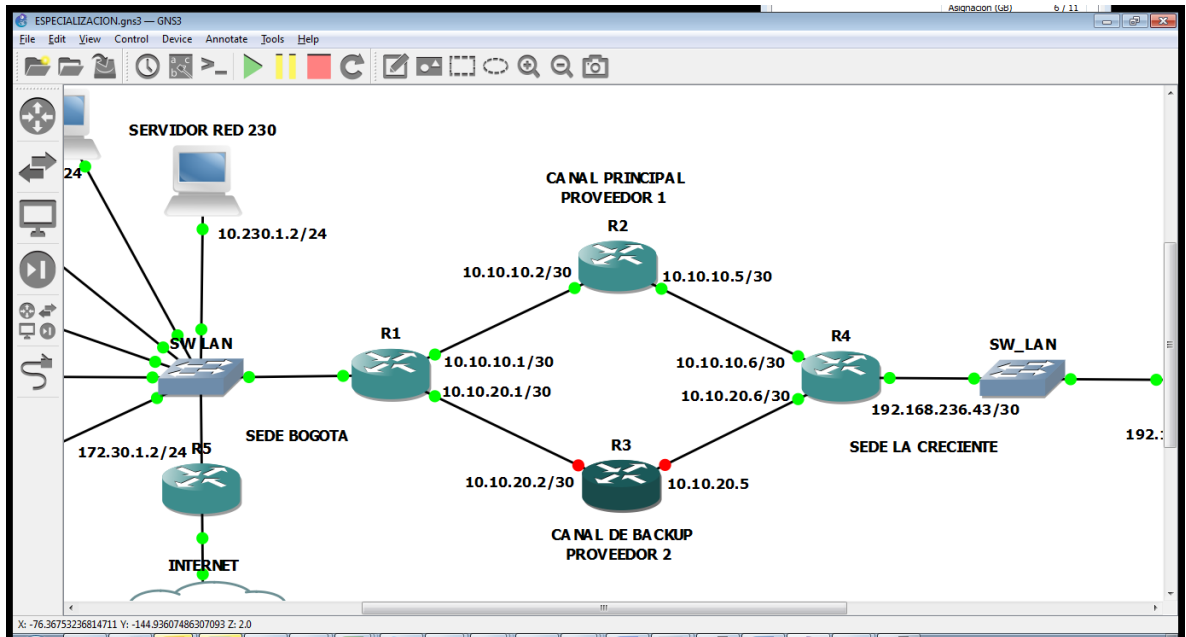 Asignacion (GB) 6 / 11
ESPECIALIZACION.gns3 — GNS3
File Edit View Control Device Annotate Tools Help
24
SERVIDOR RED 230
10.230.1.2/24
CANAL PRINCIPAL
PROVEEDOR 1
R2
10.10.10.2/30
10.10.10.5/30
SW LAN
R1
10.10.10.1/30
10.10.20.1/30
R4
10.10.10.6/30
10.10.20.6/30
SW_LAN
192.168.236.43/30
192.
SEDE BOGOTA
SEDE LA CRECIENTE
172.30.1.2/24
R5
R3
10.10.20.2/30
10.10.20.5
CANAL DE BACKUP
PROVEEDOR 2
INTERNET
X: -76.36753236814711 Y: -144.93607486307093 Z: 2.0